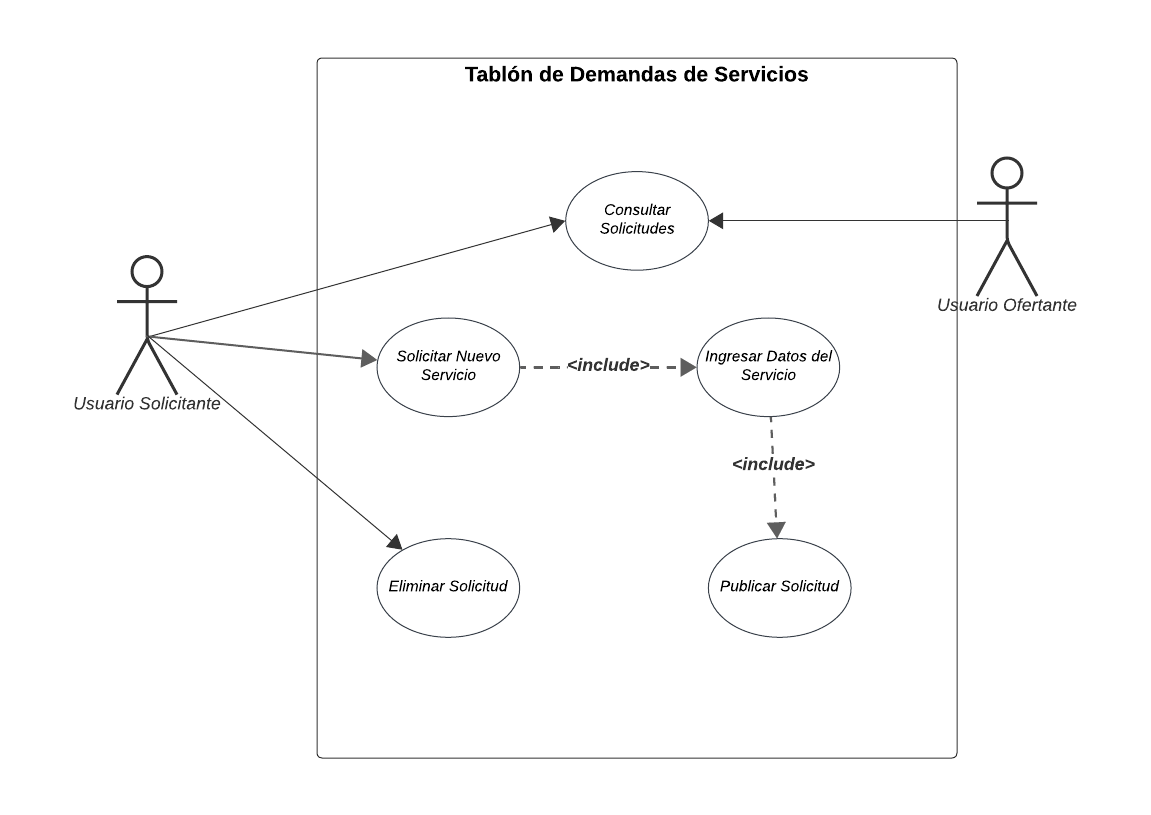 Tablón de Demandas de Servicios
Consultar
Solicitudes
Usuario Ofertante
Solicitar Nuevo
Servicio
<include>
Ingresar Datos del
Servicio
Usuario Solicitante
<include>
Eliminar Solicitud
Publicar Solicitud